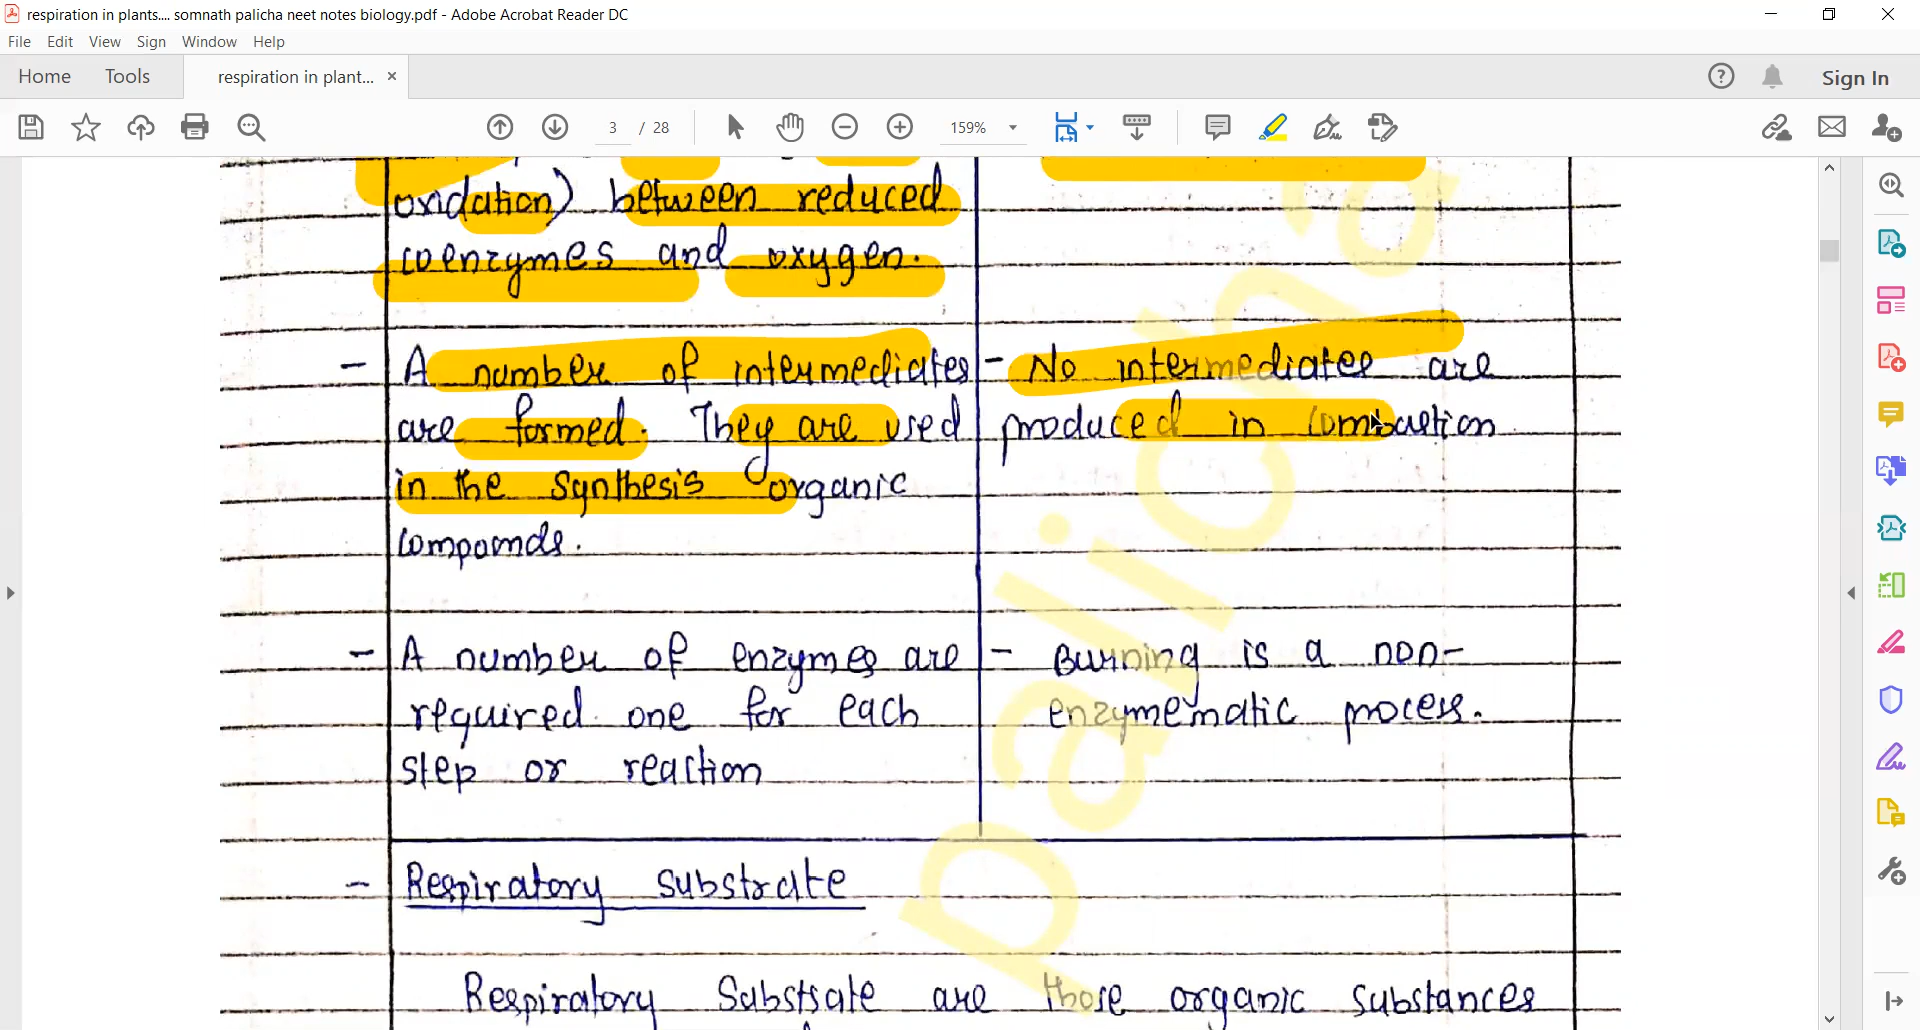 respiration in plants.... somnath palicha neet notes biology.pdf - Adobe Acrobat Reader DC
File Edit View Sign Window Help
Home Tools respiration in plant... × Sign In
3 / 28 159%
oxidation) between reduced
coenzymes and oxygen.
- A number of intermediates
are formed. They are used
in the synthesis organic
compounds.
- No intermediates are
produced in combustion
- A number of enzymes are
required. one for each
step or reaction
- Burning is a non-
enzymematic process.
- Respiratory substrate
Respiratory Substsate are those organic substances
palicha